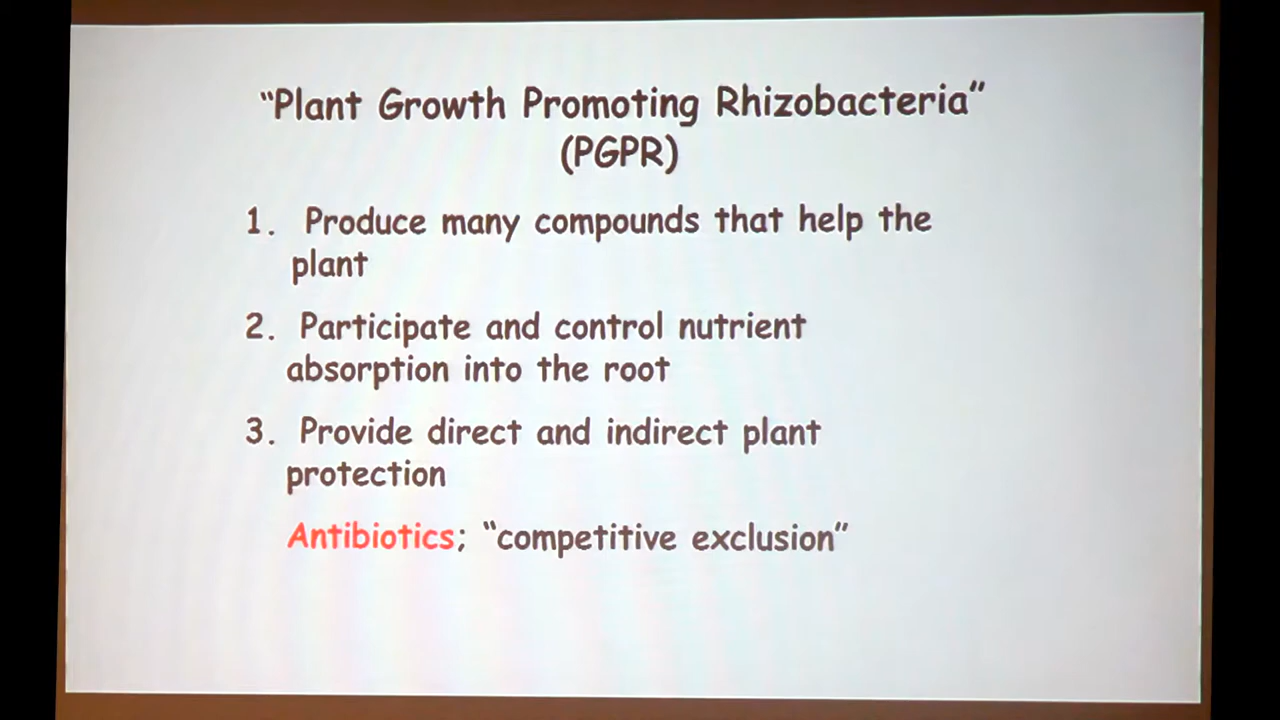 “Plant Growth Promoting Rhizobacteria”
(PGPR)
1. Produce many compounds that help the
plant
2. Participate and control nutrient
absorption into the root
3. Provide direct and indirect plant
protection
Antibiotics; “competitive exclusion”